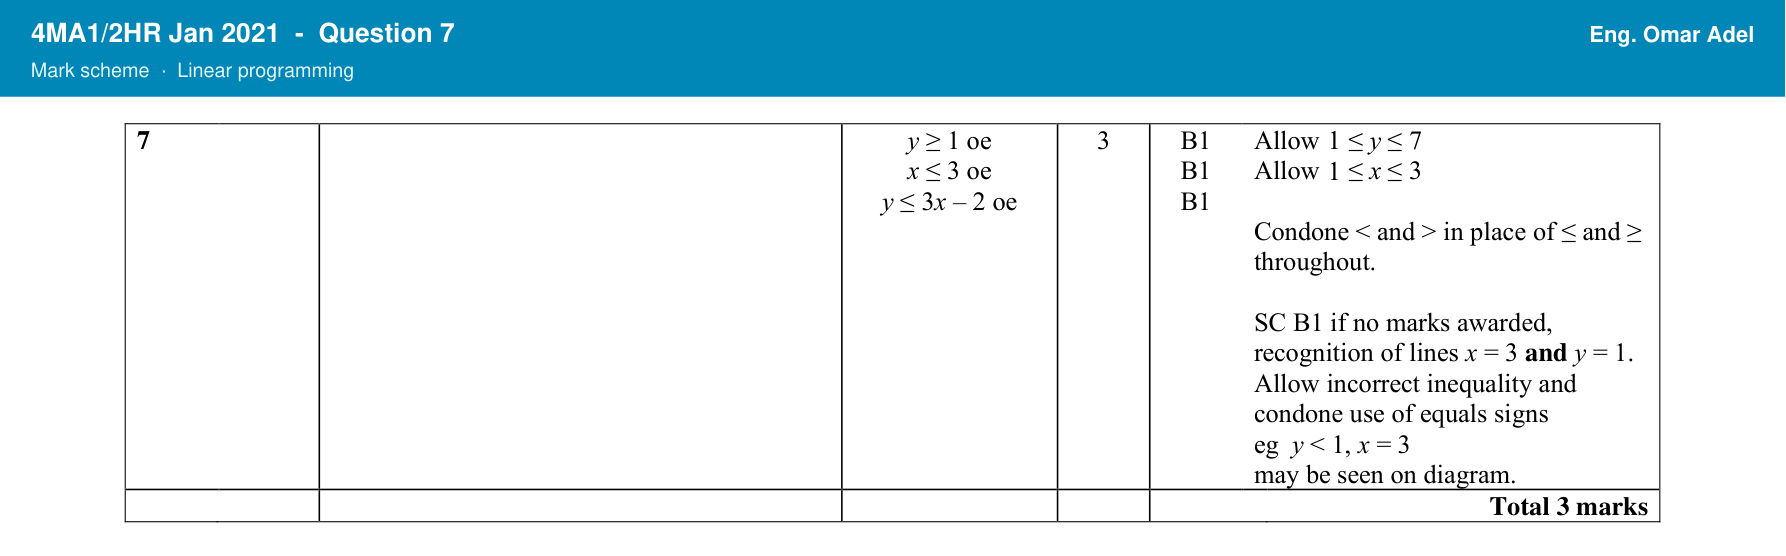 4MA1/2HR Jan 2021 - Question 7
Eng. Omar Adel
Mark scheme · Linear programming
7 y ≥ 1 oe 3 B1 Allow 1 ≤ y ≤ 7
x ≤ 3 oe B1 Allow 1 ≤ x ≤ 3
y ≤ 3x – 2 oe B1
Condone < and > in place of ≤ and ≥
throughout.
SC B1 if no marks awarded,
recognition of lines x = 3 and y = 1.
Allow incorrect inequality and
condone use of equals signs
eg y < 1, x = 3
may be seen on diagram.
Total 3 marks